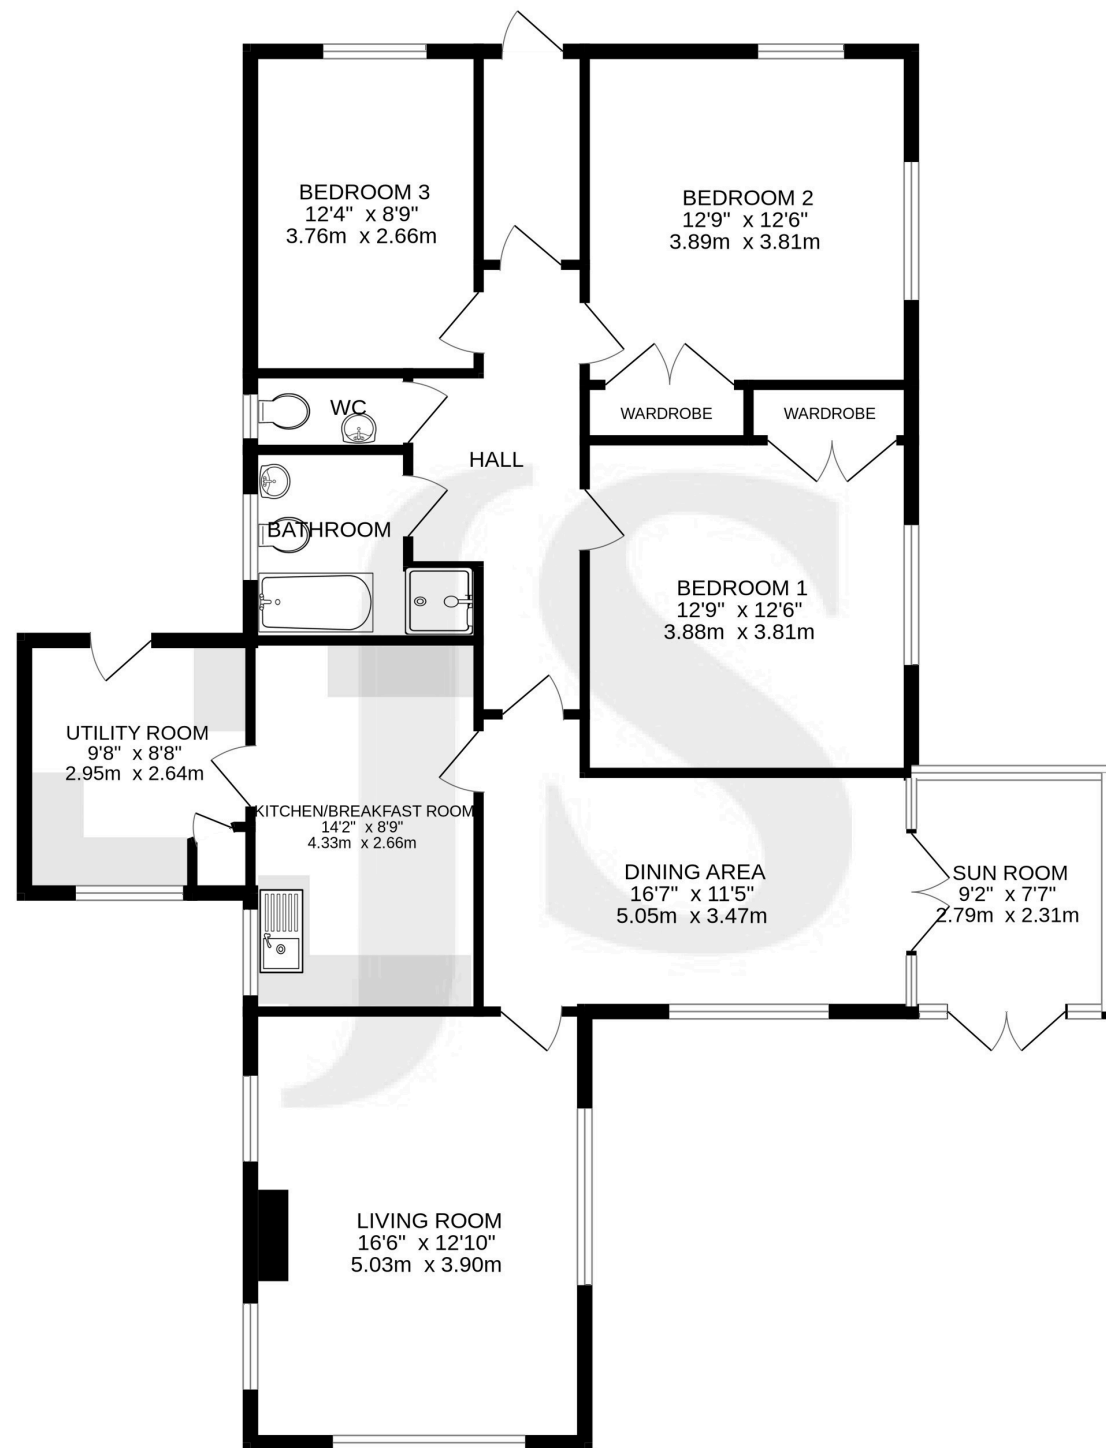 BEDROOM 3
12'4" x 8'9"
3.76m x 2.66m
BEDROOM 2
12'9" x 12'6"
3.89m x 3.81m
WC
WARDROBE
WARDROBE
HALL
BATHROOM
BEDROOM 1
12'9" x 12'6"
3.88m x 3.81m
UTILITY ROOM
9'8" x 8'8"
2.95m x 2.64m
KITCHEN/BREAKFAST ROOM
14'2" x 8'9"
4.33m x 2.66m
DINING AREA
16'7" x 11'5"
5.05m x 3.47m
SUN ROOM
9'2" x 7'7"
2.79m x 2.31m
LIVING ROOM
16'6" x 12'10"
5.03m x 3.90m
JS